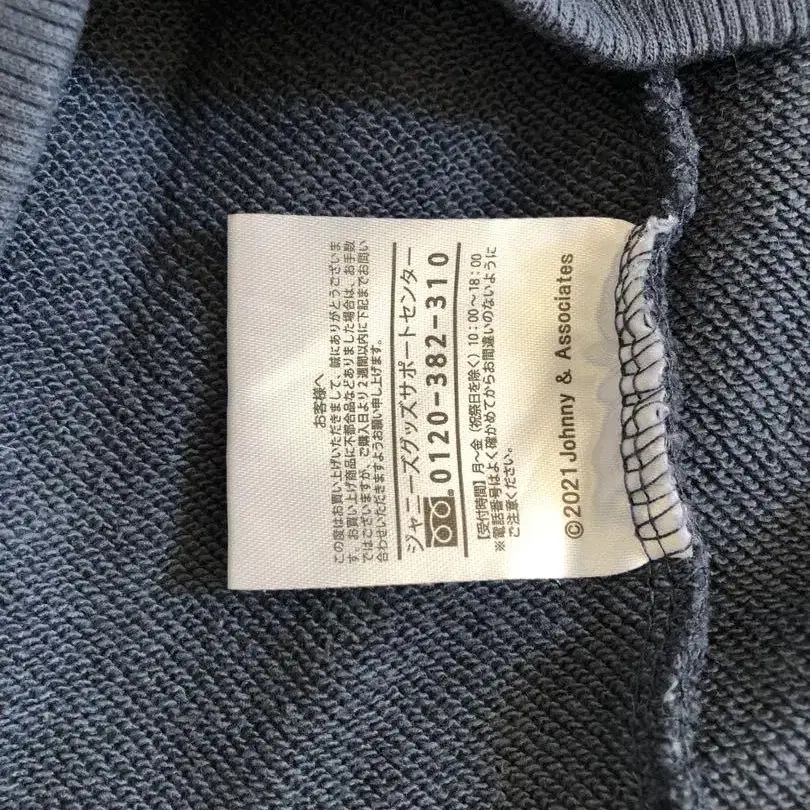 お客様へ
この度はお買い上げいただきまして、誠にありがとうございま
す。お買い上げ商品に不都合品などありました場合は、お手数
ではございますが、ご購入日より2週間以内に下記までお問い
合わせいただきますようお願い申し上げます。
ジャニーズグッズサポートセンター
0120-382-310
【受付時間】月〜金（祝祭日を除く）10：00〜18：00
※電話番号はよく確かめてからお間違いのないように
ご注意ください。
©2021 Johnny & Associates